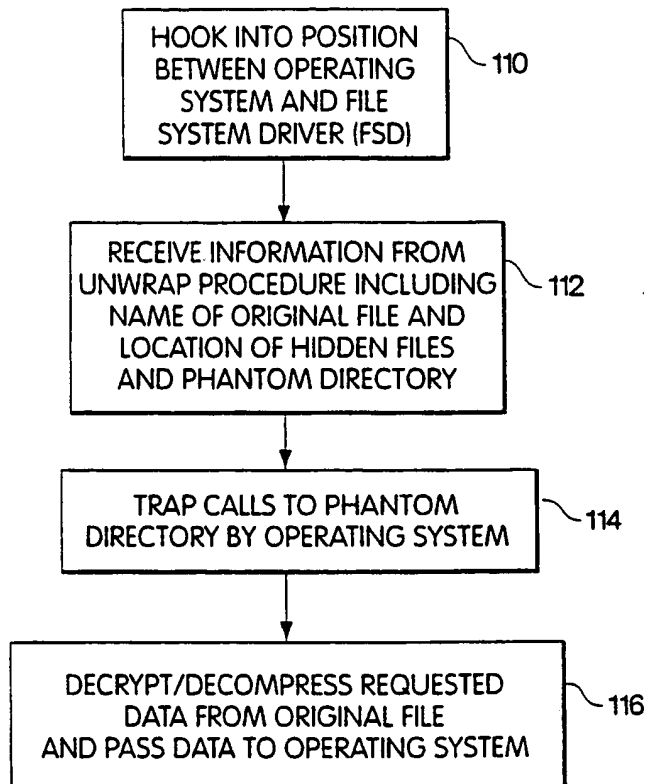 HOOK INTO POSITION
BETWEEN OPERATING
SYSTEM AND FILE
SYSTEM DRIVER (FSD)
110
RECEIVE INFORMATION FROM
UNWRAP PROCEDURE INCLUDING
NAME OF ORIGINAL FILE AND
LOCATION OF HIDDEN FILES
AND PHANTOM DIRECTORY
112
TRAP CALLS TO PHANTOM
DIRECTORY BY OPERATING SYSTEM
114
DECRYPT/DECOMPRESS REQUESTED
DATA FROM ORIGINAL FILE
AND PASS DATA TO OPERATING SYSTEM
116